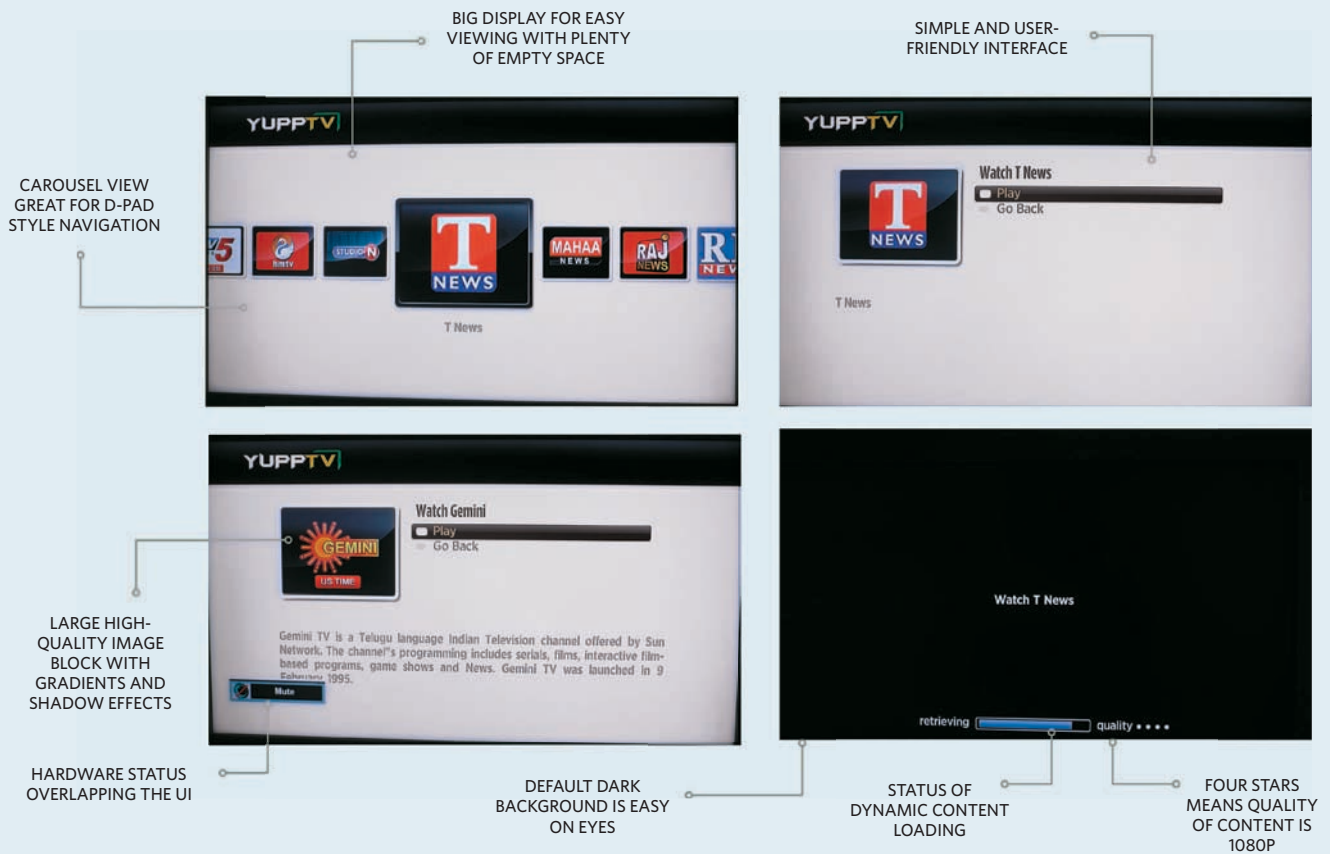 BIG DISPLAY FOR EASY
VIEWING WITH PLENTY
OF EMPTY SPACE
SIMPLE AND USER-
FRIENDLY INTERFACE
CAROUSEL VIEW
GREAT FOR D-PAD
STYLE NAVIGATION
YUPPTV
5
hmtv
STUDIO N
T
NEWS
MAHAA
NEWS
RAJ
NEWS
R
NEW
T News
YUPPTV
T
NEWS
Watch T News
Play
Go Back
T News
YUPPTV
GEMINI
US TIME
Watch Gemini
Play
Go Back
Gemini TV is a Telugu language Indian Television channel offered by Sun
Network. The channel"s programming includes serials, films, interactive film-
based programs, game shows and News. Gemini TV was launched in 9
February 1995.
Mute
Watch T News
retrieving quality ••••
LARGE HIGH-
QUALITY IMAGE
BLOCK WITH
GRADIENTS AND
SHADOW EFFECTS
HARDWARE STATUS
OVERLAPPING THE UI
DEFAULT DARK
BACKGROUND IS EASY
ON EYES
STATUS OF
DYNAMIC CONTENT
LOADING
FOUR STARS
MEANS QUALITY
OF CONTENT IS
1080P